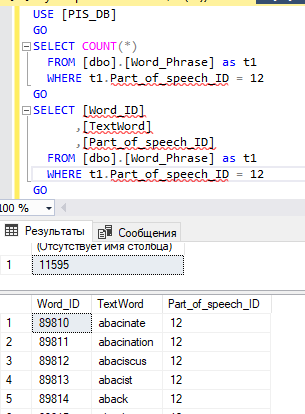 USE [PIS_DB]
GO
SELECT COUNT(*)
FROM [dbo].[Word_Phrase] as t1
WHERE t1.Part_of_speech_ID = 12
GO
SELECT [Word_ID]
,[TextWord]
,[Part_of_speech_ID]
FROM [dbo].[Word_Phrase] as t1
WHERE t1.Part_of_speech_ID = 12
GO
100 %
Результаты Сообщения
(Отсутствует имя столбца)
1 11595
Word_ID TextWord Part_of_speech_ID
1 89810 abacinate 12
2 89811 abacination 12
3 89812 abaciscus 12
4 89813 abacist 12
5 89814 aback 12